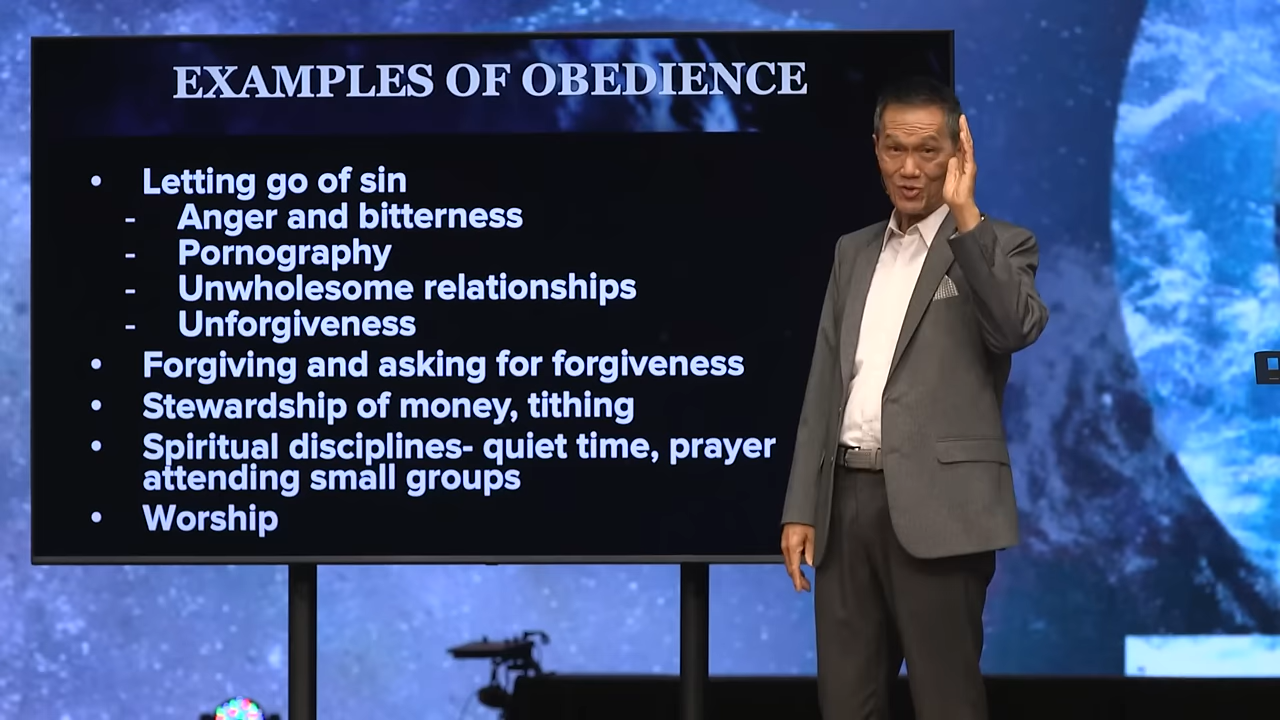 EXAMPLES OF OBEDIENCE
• Letting go of sin
- Anger and bitterness
- Pornography
- Unwholesome relationships
- Unforgiveness
• Forgiving and asking for forgiveness
• Stewardship of money, tithing
• Spiritual disciplines- quiet time, prayer
attending small groups
• Worship